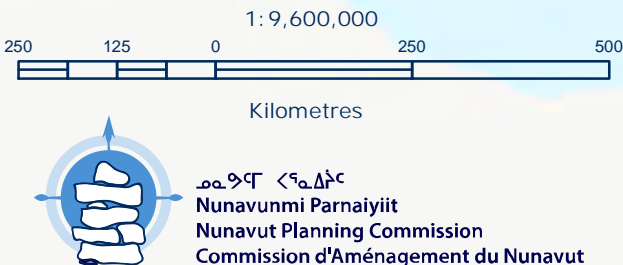 1:9,600,000
250 125 0 250 500
Kilometres
ᓄᓇᕗᑦᒥ ᐸᕐᓇᐃᔩᑦ
Nunavunmi Parnaiyiit
Nunavut Planning Commission
Commission d'Aménagement du Nunavut